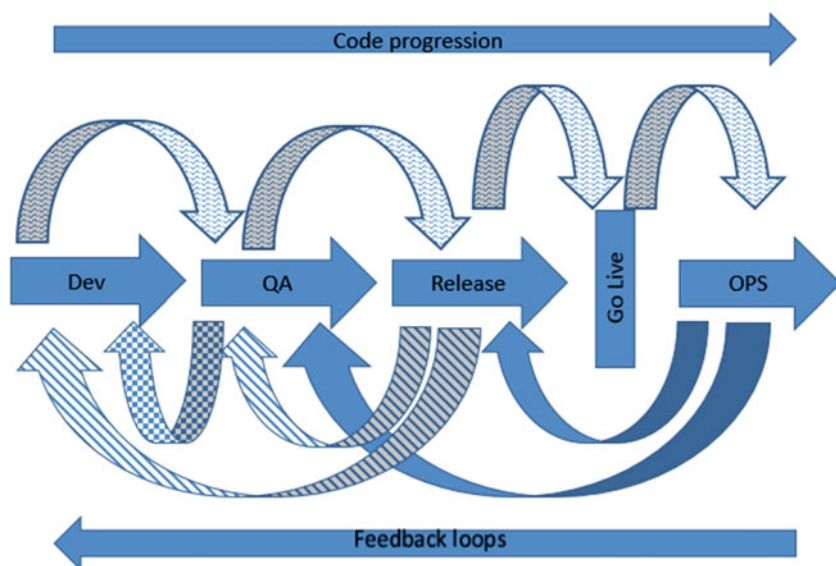 Code progression
Dev
QA
Release
Go Live
OPS
Feedback loops